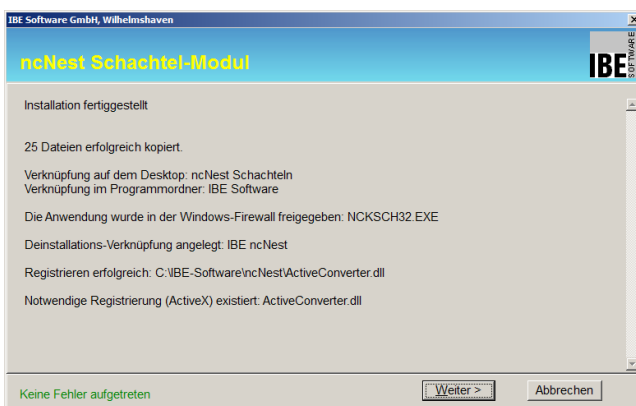 IBE Software GmbH, Wilhelmshaven
ncNest Schachtel-Modul
IBE SOFTWARE
Installation fertiggestellt
25 Dateien erfolgreich kopiert.
Verknüpfung auf dem Desktop: ncNest Schachteln
Verknüpfung im Programmordner: IBE Software
Die Anwendung wurde in der Windows-Firewall freigegeben: NCKSCH32.EXE
Deinstallations-Verknüpfung angelegt: IBE ncNest
Registrieren erfolgreich: C:\IBE-Software\ncNest\ActiveConverter.dll
Notwendige Registrierung (ActiveX) existiert: ActiveConverter.dll
Keine Fehler aufgetreten
Weiter >
Abbrechen